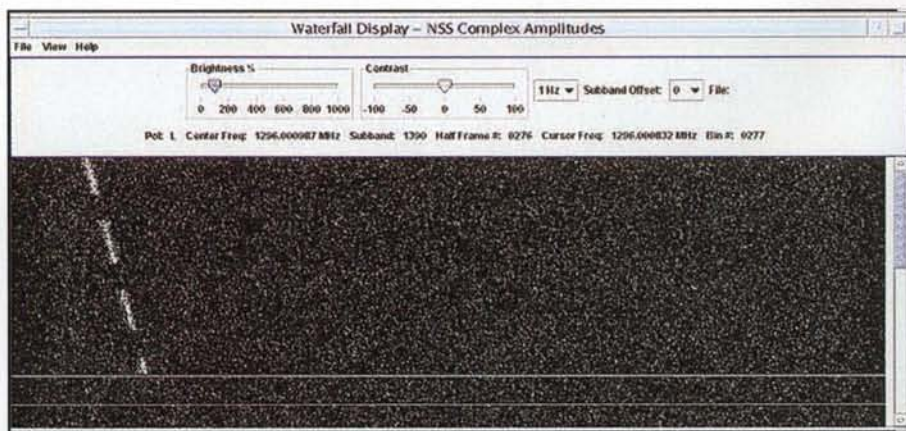 Waterfall Display – NSS Complex Amplitudes
File View Help
Brightness %
0 200 400 600 800 1000
Contrast
-100 -50 0 50 100
1 Hz Subband Offset: 0 File:
Pol: L Center Freq: 1296.000987 MHz Subband: 1390 Half Frame #: 0276 Cursor Freq: 1296.000832 MHz Bin #: 0277